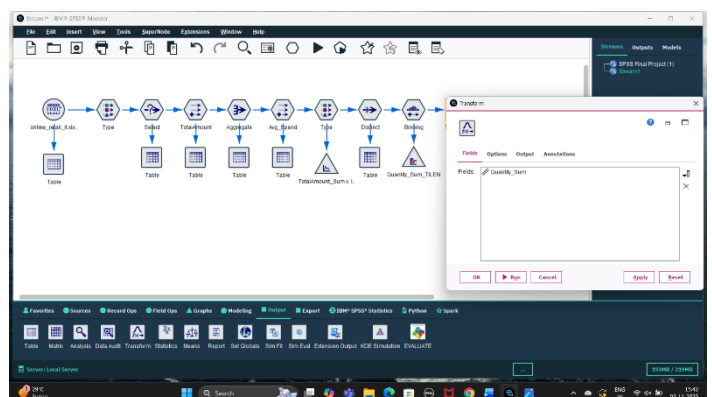 Stream1* - IBM® SPSS® Modeler
File Edit Insert View Tools SuperNode Extensions Window Help
Streams Outputs Models
SPSS Final Project (1)
Stream1
Transform
Fields Options Output Annotations
Fields: Quantity_Sum
OK Run Cancel Apply Reset
online_retail_II.xls...
Type
Select
TotalAmount
Aggregate
Avg_Spend
Type
Distinct
Binning
Table
Table
Table
Table
Table
TotalAmount_Sum v. I...
Table
Quantity_Sum_TILEN
Favorites Sources Record Ops Field Ops Graphs Modeling Output Export IBM® SPSS® Statistics Python Spark
Table Matrix Analysis Data Audit Transform Statistics Means Report Set Globals Sim Fit Sim Eval Extension Output KDE Simulation EVALUATE
Server: Local Server
...
29°C
Search
ENG
15:42